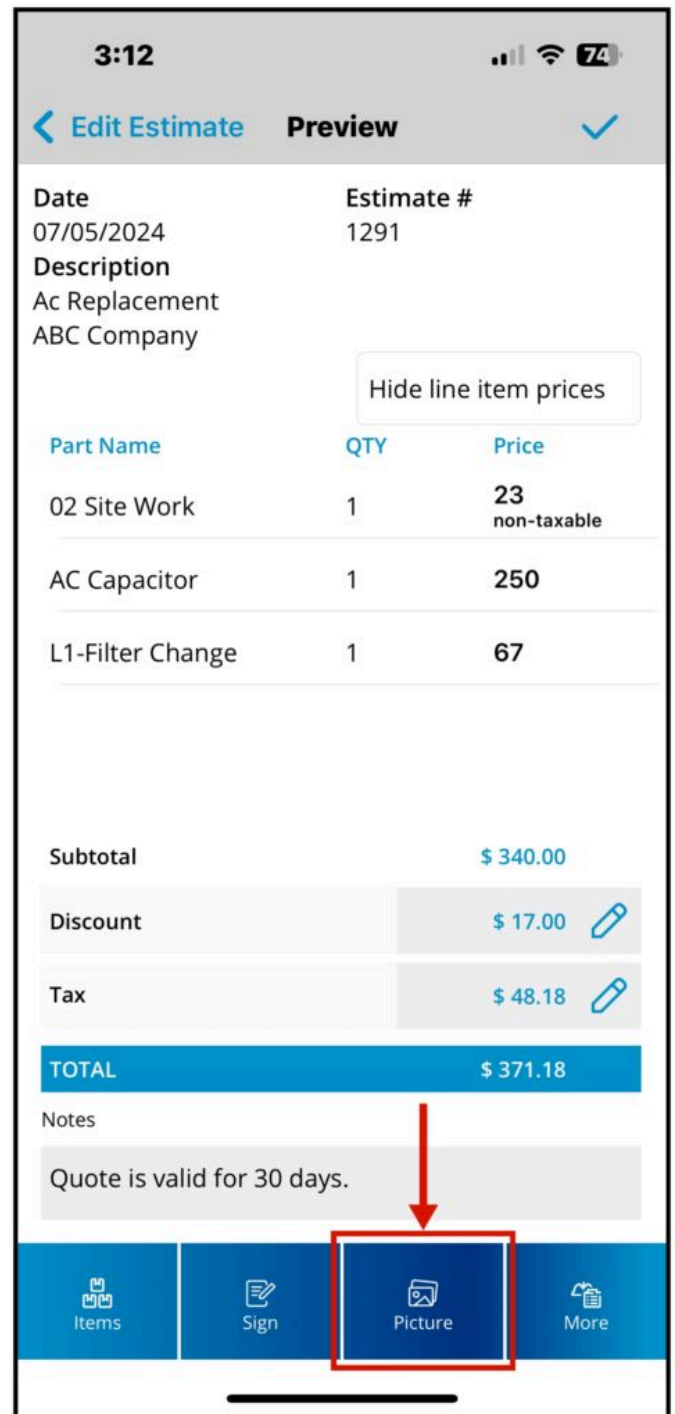 3:12 74
Edit Estimate Preview
Date Estimate #
07/05/2024 1291
Description
Ac Replacement
ABC Company
Hide line item prices
Part Name QTY Price
02 Site Work 1 23
non-taxable
AC Capacitor 1 250
L1-Filter Change 1 67
Subtotal $ 340.00
Discount $ 17.00
Tax $ 48.18
TOTAL $ 371.18
Notes
Quote is valid for 30 days.
Items Sign Picture More